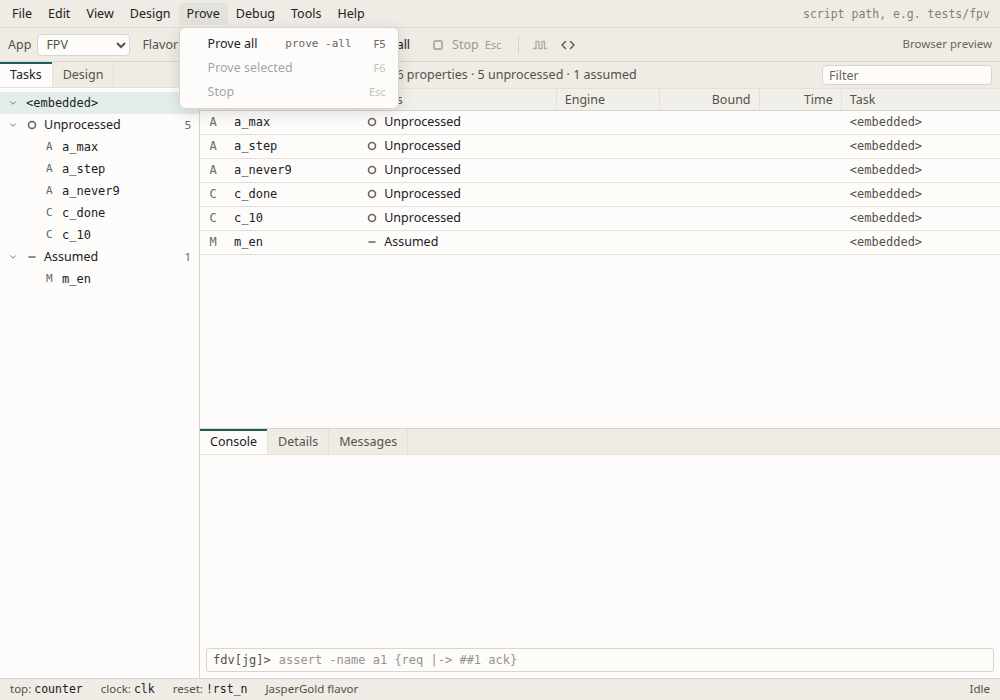 File Edit View Design Prove Debug Tools Help script path, e.g. tests/fpv
App FPV Flavor all Stop Esc Browser preview
Prove all prove -all F5
Prove selected F6
Stop Esc
Tasks Design
properties · 5 unprocessed · 1 assumed Filter
Engine Bound Time Task
<embedded>
Unprocessed 5
A a_max
A a_step
A a_never9
C c_done
C c_10
Assumed 1
M m_en
A a_max Unprocessed <embedded>
A a_step Unprocessed <embedded>
A a_never9 Unprocessed <embedded>
C c_done Unprocessed <embedded>
C c_10 Unprocessed <embedded>
M m_en Assumed <embedded>
Console Details Messages
fdv[jg]> assert -name a1 {req |-> ##1 ack}
top: counter clock: clk reset: !rst_n JasperGold flavor Idle